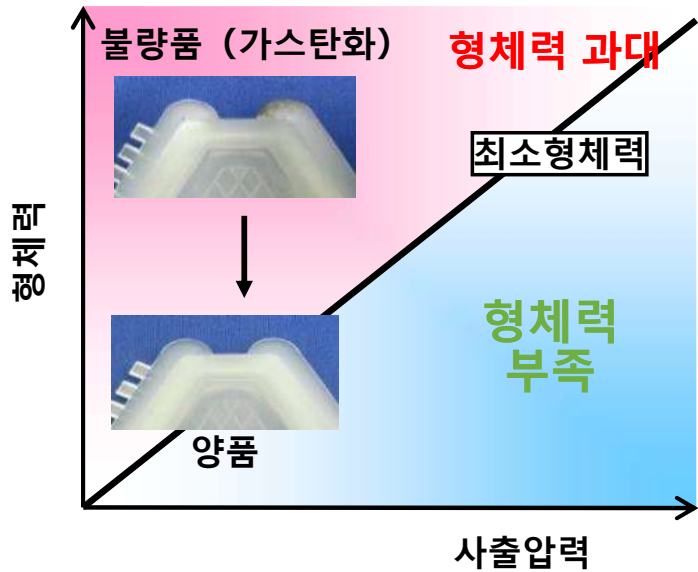 불량품 (가스탄화)
형체력 과대
최소형체력
형체력
형체력
부족
양품
사출압력